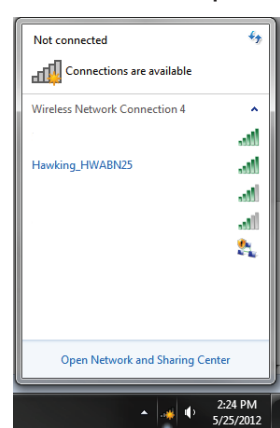 Not connected
Connections are available
Wireless Network Connection 4
Hawking_HWABN25
Open Network and Sharing Center
2:24 PM
5/25/2012